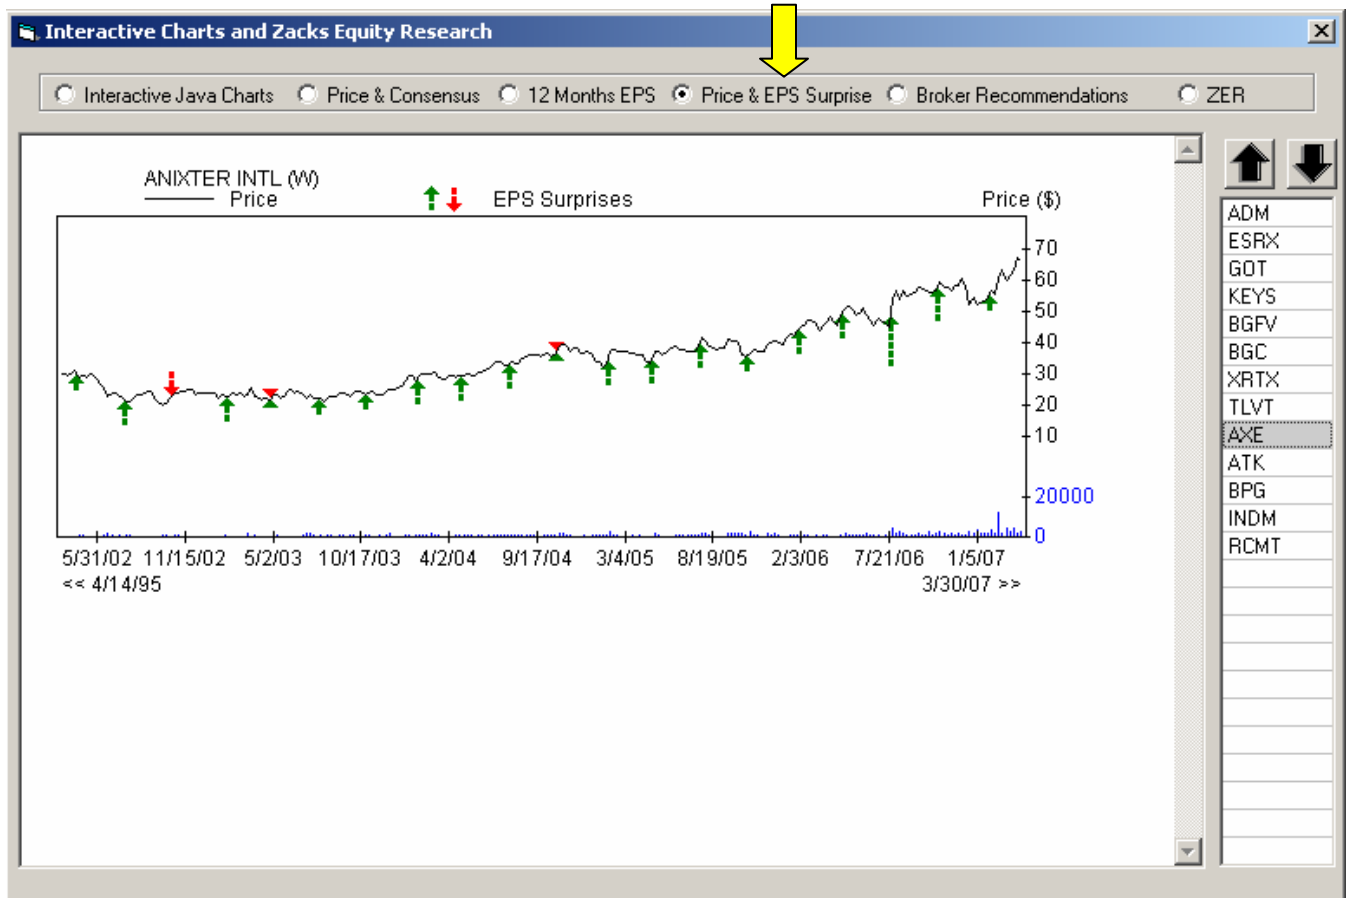 Interactive Charts and Zacks Equity Research
Interactive Java Charts Price & Consensus 12 Months EPS Price & EPS Surprise Broker Recommendations ZER
ANIXTER INTL (W)
Price EPS Surprises Price ($)
70
60
50
40
30
20
10
20000
0
5/31/02 11/15/02 5/2/03 10/17/03 4/2/04 9/17/04 3/4/05 8/19/05 2/3/06 7/21/06 1/5/07
<< 4/14/95 3/30/07 >>
ADM
ESRX
GOT
KEYS
BGFV
BGC
XRTX
TLVT
AXE
ATK
BPG
INDM
RCMT